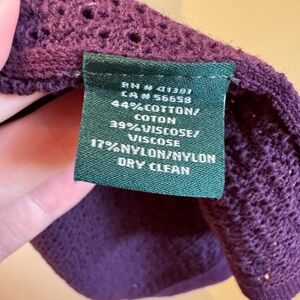 RN # 41381
CA # 56658
44%COTTON/
COTON
39%VISCOSE/
VISCOSE
17%NYLON/NYLON
DRY CLEAN